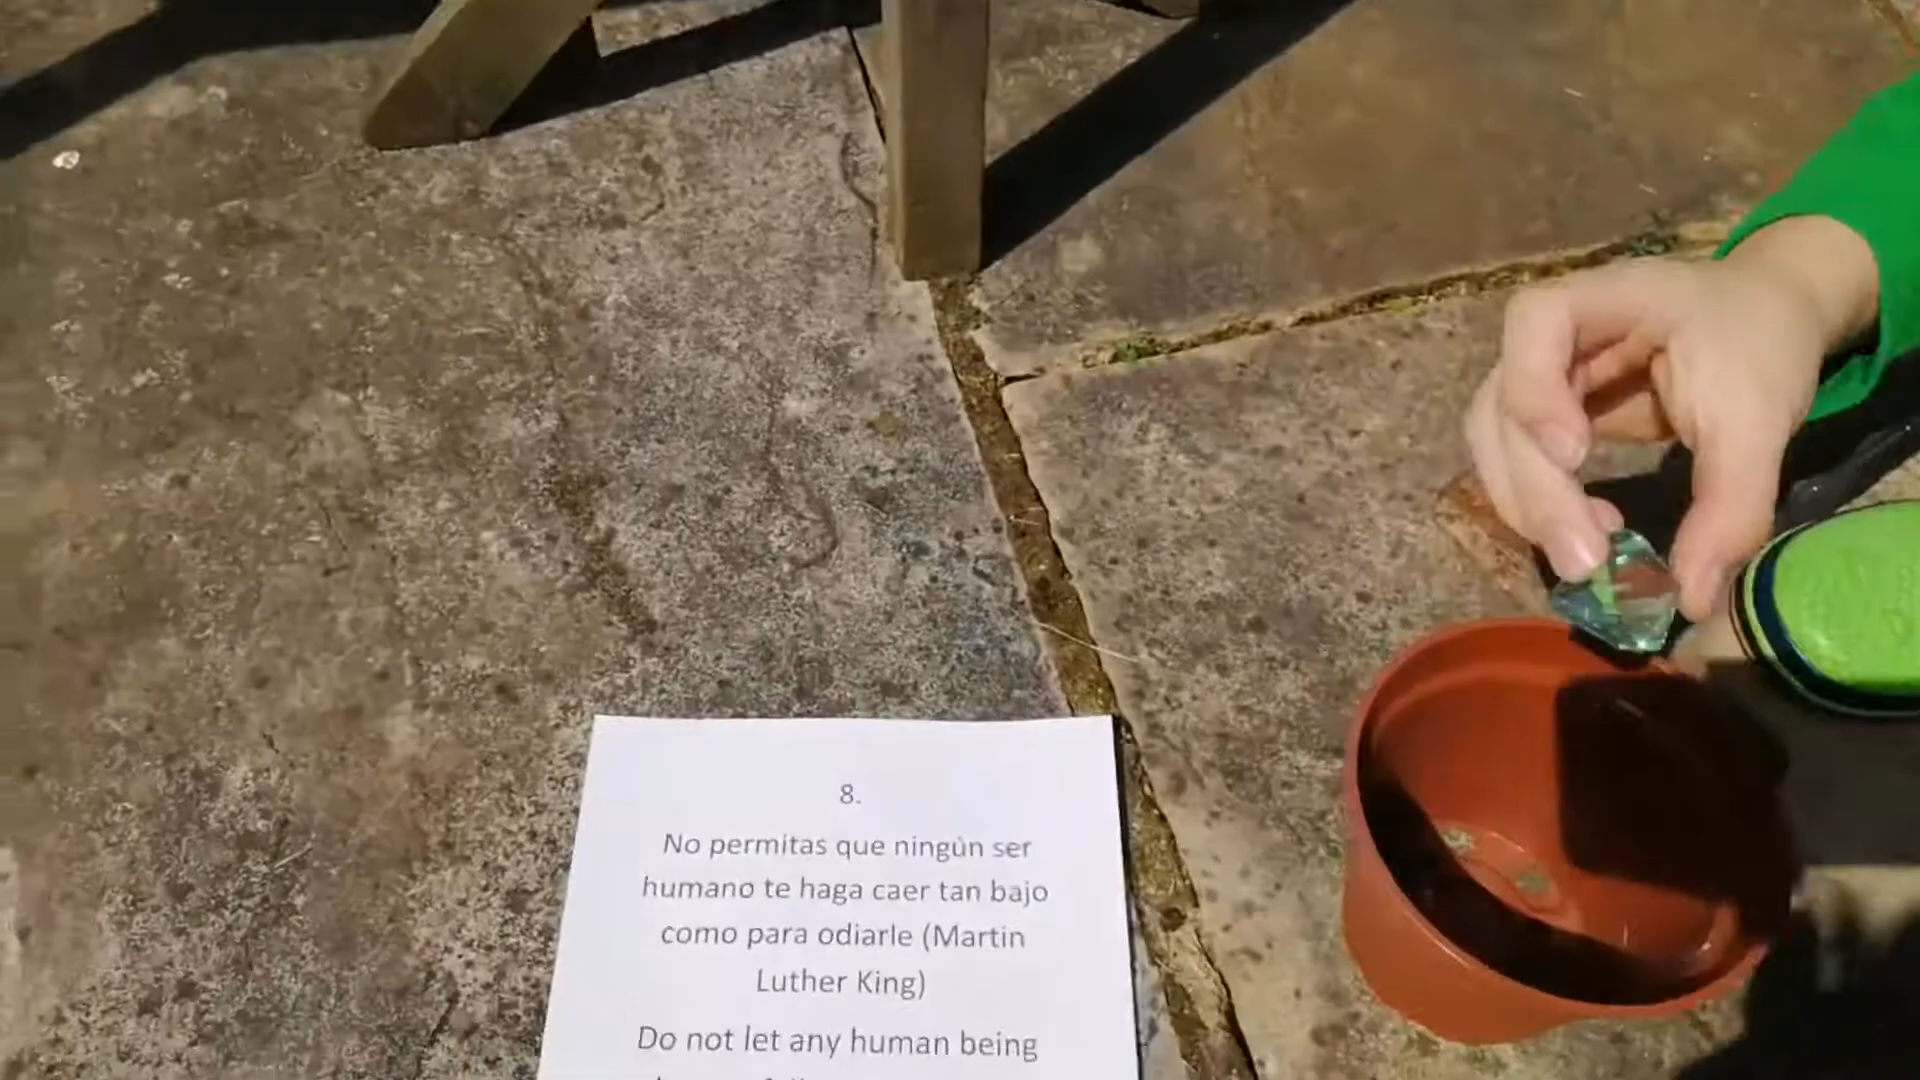 8.
No permitas que ningún ser
humano te haga caer tan bajo
como para odiarle (Martin
Luther King)
Do not let any human being